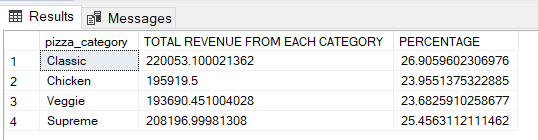 Results Messages
pizza_category TOTAL REVENUE FROM EACH CATEGORY PERCENTAGE
1 Classic 220053.100021362 26.9059602306976
2 Chicken 195919.5 23.9551375322885
3 Veggie 193690.451004028 23.6825910258677
4 Supreme 208196.99981308 25.4563112111462